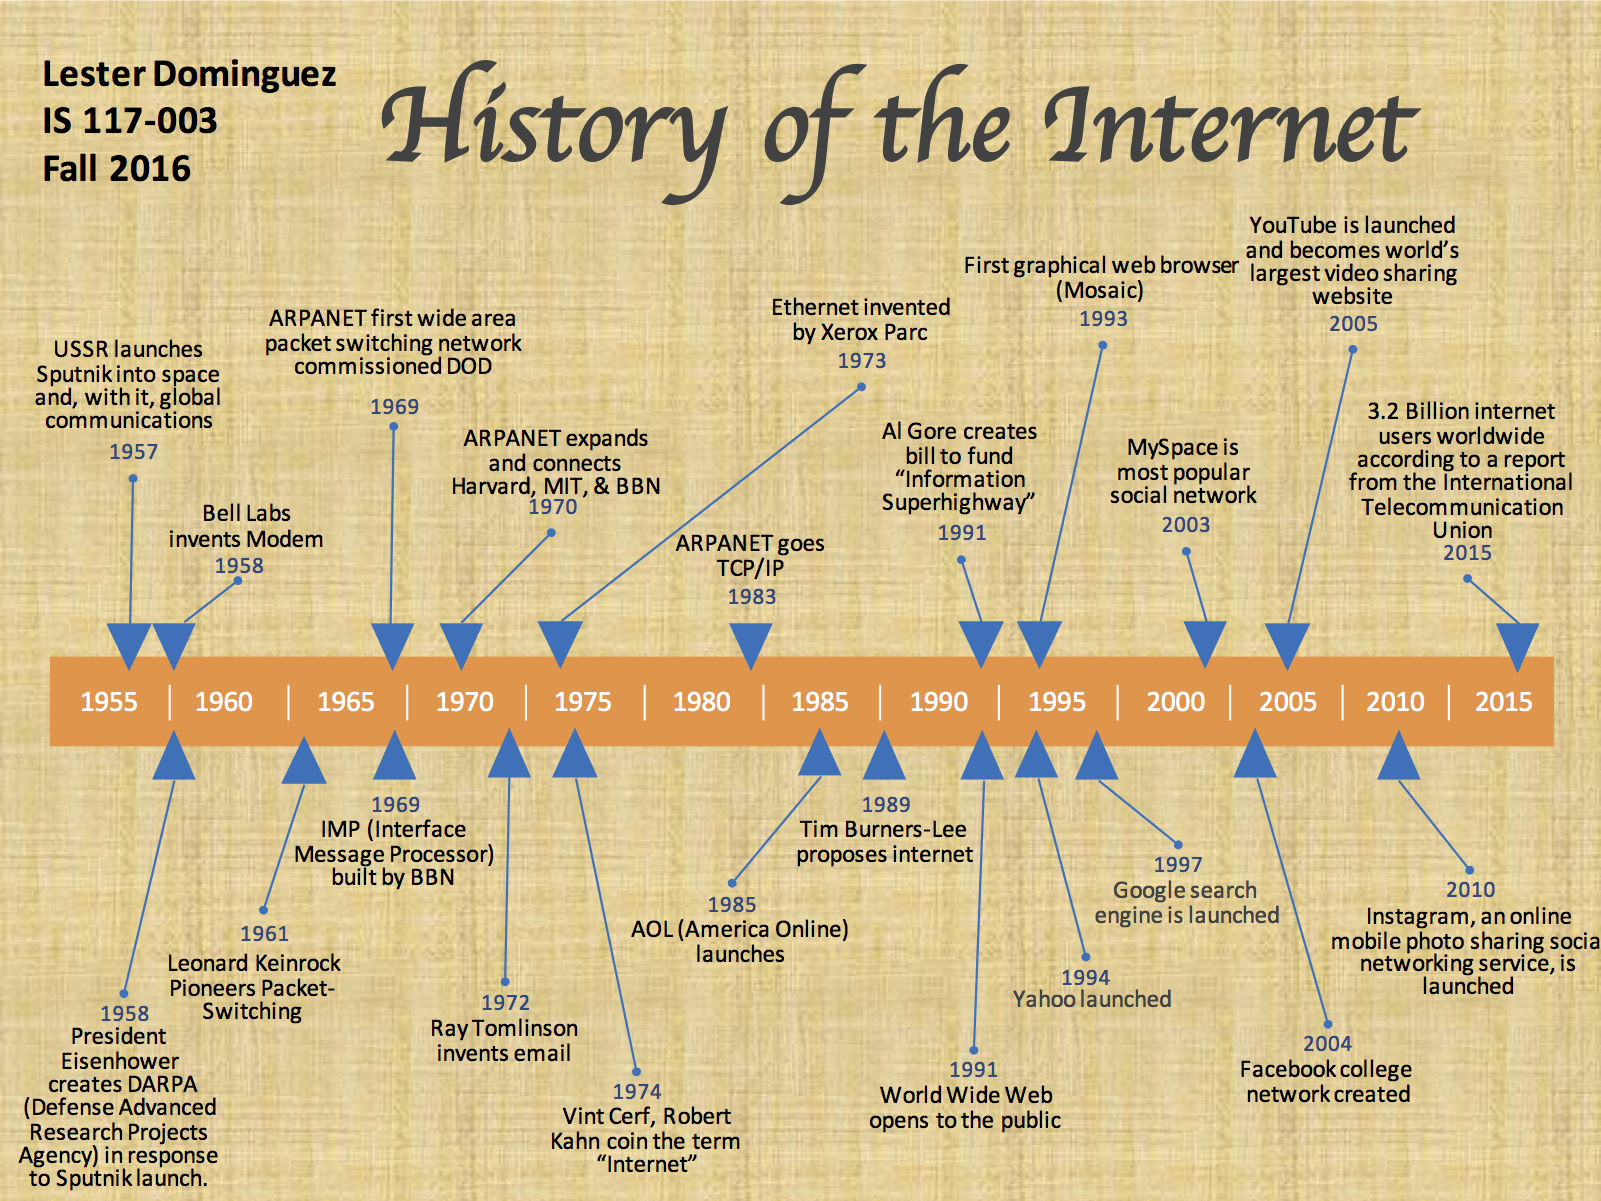 Lester Dominguez
IS 117-003
Fall 2016
History of the Internet
USSR launches
Sputnik into space
and, with it, global
communications
1957
Bell Labs
invents Modem
1958
ARPANET first wide area
packet switching network
commissioned DOD
1969
ARPANET expands
and connects
Harvard, MIT, & BBN
1970
Ethernet invented
by Xerox Parc
1973
ARPANET goes
TCP/IP
1983
Al Gore creates
bill to fund
“Information
Superhighway”
1991
First graphical web browser
(Mosaic)
1993
MySpace is
most popular
social network
2003
YouTube is launched
and becomes world’s
largest video sharing
website
2005
3.2 Billion internet
users worldwide
according to a report
from the International
Telecommunication
Union
2015
1955 | 1960 | 1965 | 1970 | 1975 | 1980 | 1985 | 1990 | 1995 | 2000 | 2005 | 2010 | 2015
1958
President
Eisenhower
creates DARPA
(Defense Advanced
Research Projects
Agency) in response
to Sputnik launch.
1961
Leonard Keinrock
Pioneers Packet-
Switching
1969
IMP (Interface
Message Processor)
built by BBN
1972
Ray Tomlinson
invents email
1974
Vint Cerf, Robert
Kahn coin the term
“Internet”
1985
AOL (America Online)
launches
1989
Tim Burners-Lee
proposes internet
1991
World Wide Web
opens to the public
1994
Yahoo launched
1997
Google search
engine is launched
2004
Facebook college
network created
2010
Instagram, an online
mobile photo sharing socia
networking service, is
launched